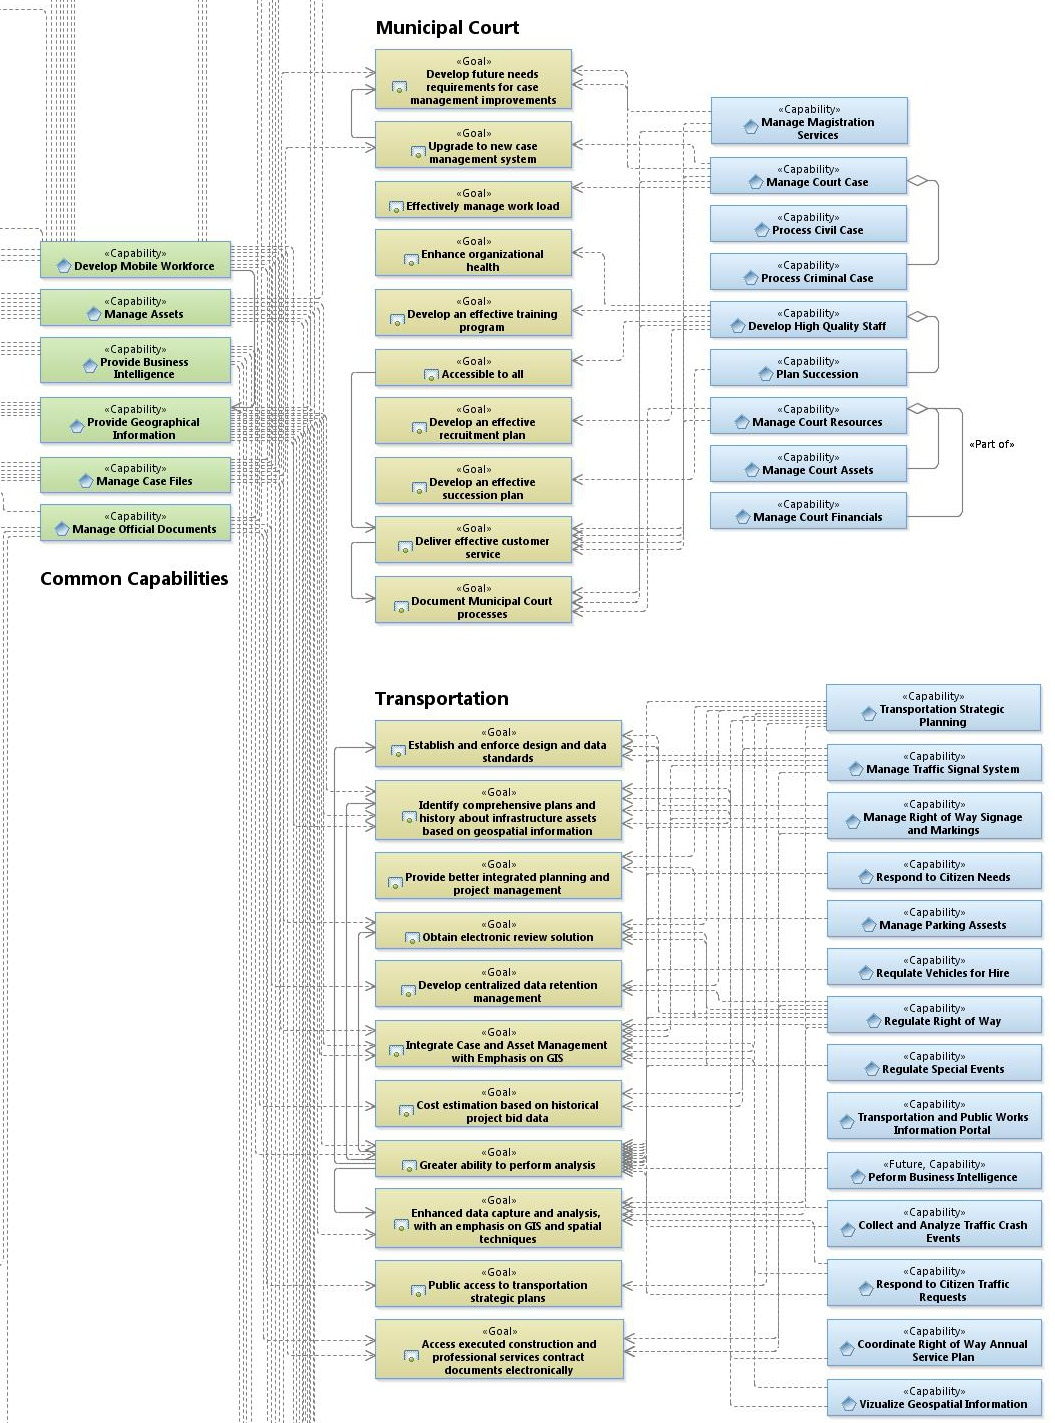 Municipal Court
«Goal»
Develop future needs
requirements for case
management improvements
«Goal»
Upgrade to new case
management system
«Goal»
Effectively manage work load
«Goal»
Enhance organizational
health
«Goal»
Develop an effective training
program
«Goal»
Accessible to all
«Goal»
Develop an effective
recruitment plan
«Goal»
Develop an effective
succession plan
«Goal»
Deliver effective customer
service
«Goal»
Document Municipal Court
processes
«Capability»
Manage Magistration
Services
«Capability»
Manage Court Case
«Capability»
Process Civil Case
«Capability»
Process Criminal Case
«Capability»
Develop High Quality Staff
«Capability»
Plan Succession
«Capability»
Manage Court Resources
«Capability»
Manage Court Assets
«Capability»
Manage Court Financials
«Part of»
«Capability»
Develop Mobile Workforce
«Capability»
Manage Assets
«Capability»
Provide Business
Intelligence
«Capability»
Provide Geographical
Information
«Capability»
Manage Case Files
«Capability»
Manage Official Documents
Common Capabilities
Transportation
«Goal»
Establish and enforce design and data
standards
«Goal»
Identify comprehensive plans and
history about infrastructure assets
based on geospatial information
«Goal»
Provide better integrated planning and
project management
«Goal»
Obtain electronic review solution
«Goal»
Develop centralized data retention
management
«Goal»
Integrate Case and Asset Management
with Emphasis on GIS
«Goal»
Cost estimation based on historical
project bid data
«Goal»
Greater ability to perform analysis
«Goal»
Enhanced data capture and analysis,
with an emphasis on GIS and spatial
techniques
«Goal»
Public access to transportation
strategic plans
«Goal»
Access executed construction and
professional services contract
documents electronically
«Capability»
Transportation Strategic
Planning
«Capability»
Manage Traffic Signal System
«Capability»
Manage Right of Way Signage
and Markings
«Capability»
Respond to Citizen Needs
«Capability»
Manage Parking Assests
«Capability»
Requlate Vehicles for Hire
«Capability»
Regulate Right of Way
«Capability»
Regulate Special Events
«Capability»
Transportation and Public Works
Information Portal
«Future, Capability»
Peform Business Intelligence
«Capability»
Collect and Analyze Traffic Crash
Events
«Capability»
Respond to Citizen Traffic
Requests
«Capability»
Coordinate Right of Way Annual
Service Plan
«Capability»
Vizualize Geospatial Information